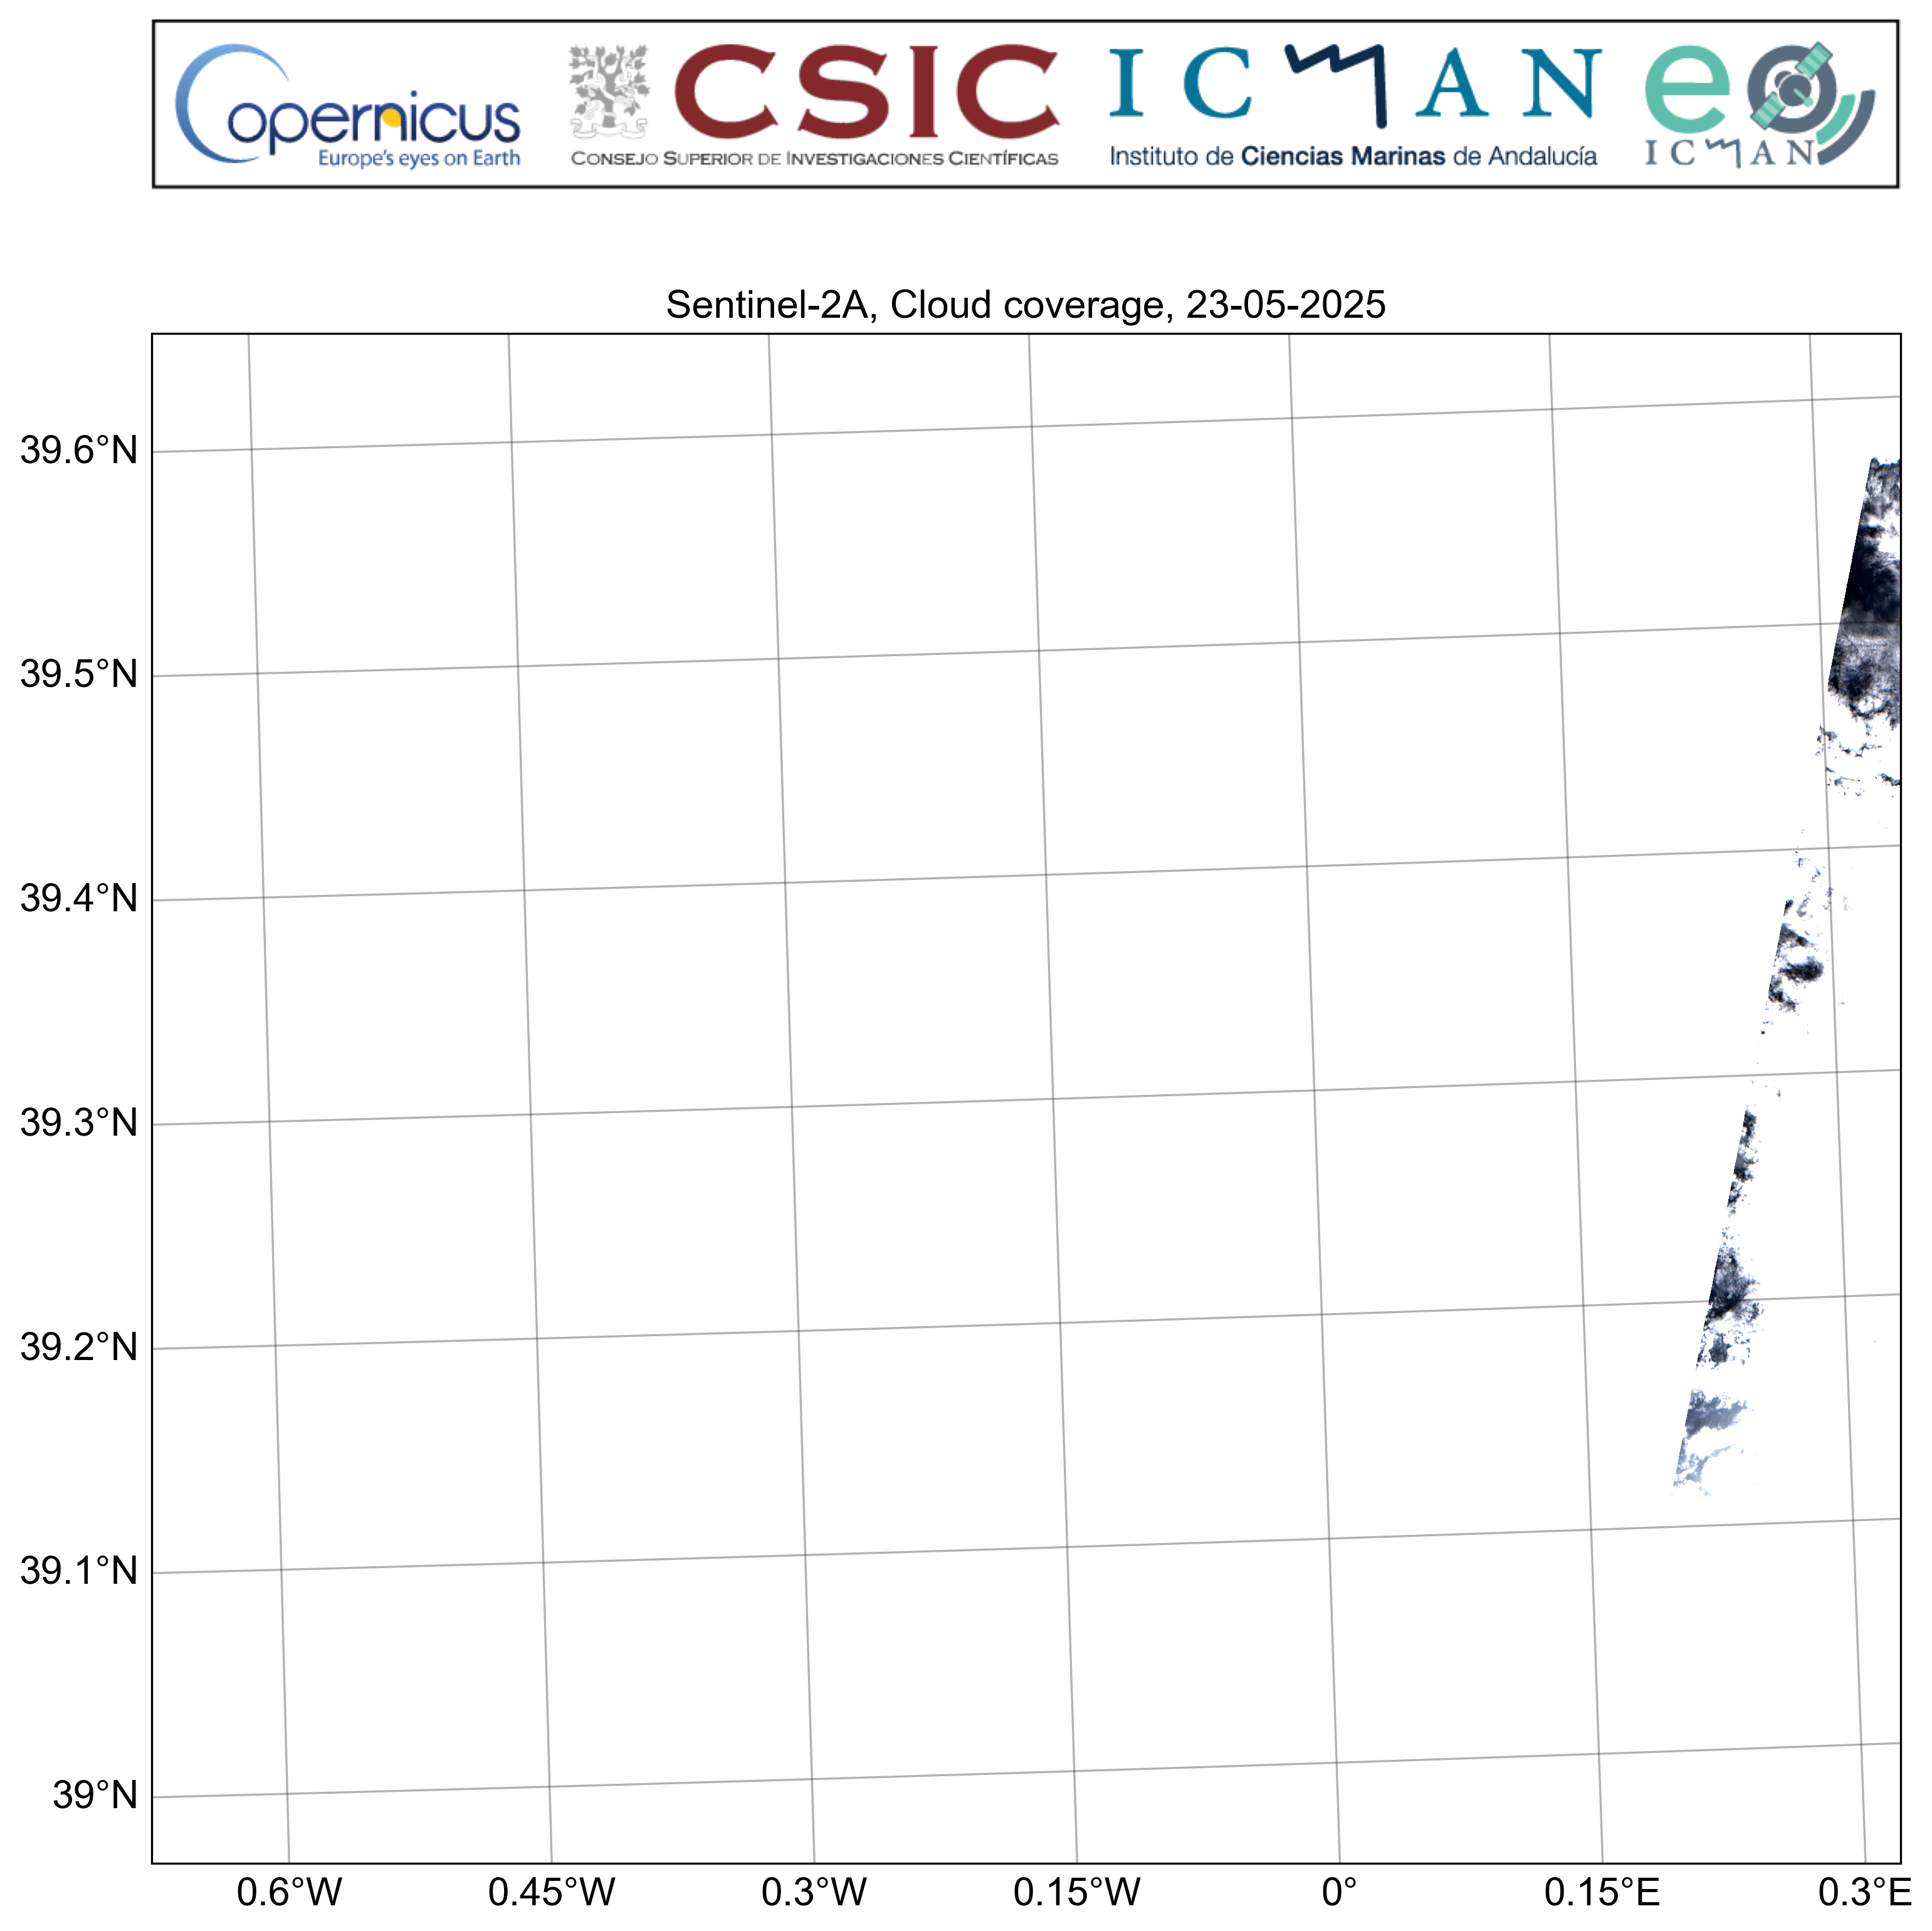 Copernicus
Europe's eyes on Earth
CSIC
CONSEJO SUPERIOR DE INVESTIGACIONES CIENTÍFICAS
ICMAN
Instituto de Ciencias Marinas de Andalucía
eo
ICMAN
Sentinel-2A, Cloud coverage, 23-05-2025
39.6°N
39.5°N
39.4°N
39.3°N
39.2°N
39.1°N
39°N
0.6°W 0.45°W 0.3°W 0.15°W 0° 0.15°E 0.3°E